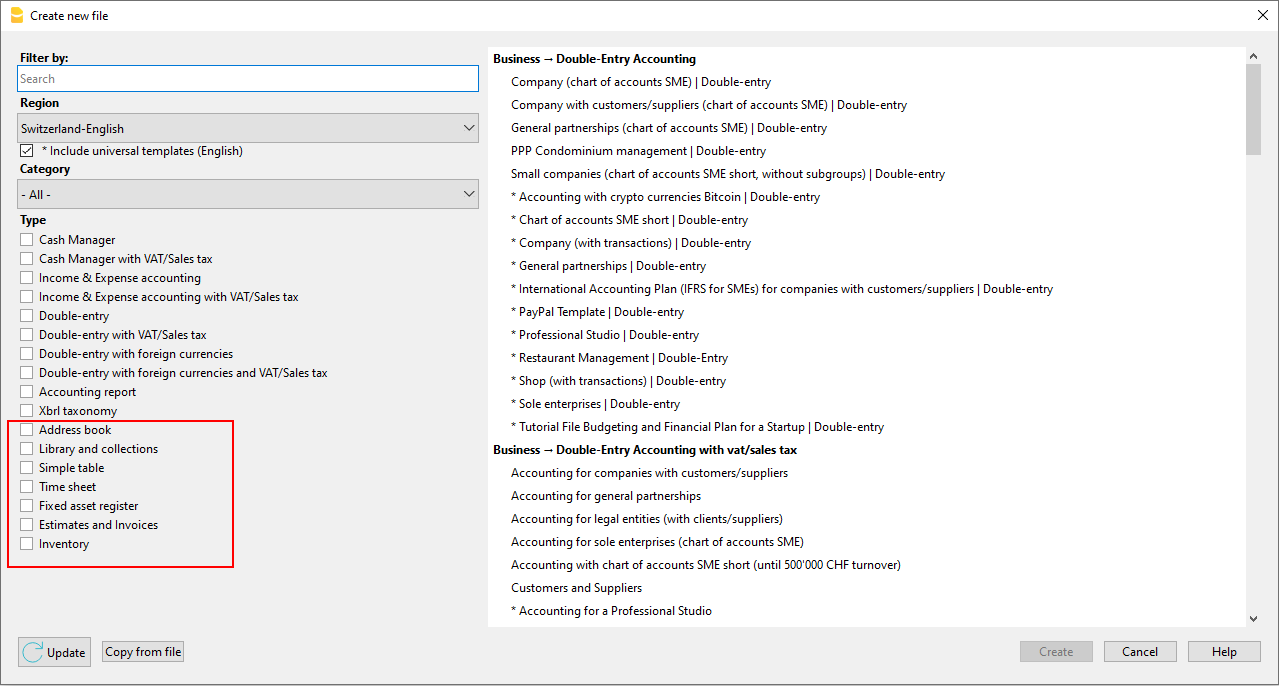 Create new file
Filter by:
Search
Region
Switzerland-English
* Include universal templates (English)
Category
- All -
Type
Cash Manager
Cash Manager with VAT/Sales tax
Income & Expense accounting
Income & Expense accounting with VAT/Sales tax
Double-entry
Double-entry with VAT/Sales tax
Double-entry with foreign currencies
Double-entry with foreign currencies and VAT/Sales tax
Accounting report
Xbrl taxonomy
Address book
Library and collections
Simple table
Time sheet
Fixed asset register
Estimates and Invoices
Inventory
Business → Double-Entry Accounting
Company (chart of accounts SME) | Double-entry
Company with customers/suppliers (chart of accounts SME) | Double-entry
General partnerships (chart of accounts SME) | Double-entry
PPP Condominium management | Double-entry
Small companies (chart of accounts SME short, without subgroups) | Double-entry
* Accounting with crypto currencies Bitcoin | Double-entry
* Chart of accounts SME short | Double-entry
* Company (with transactions) | Double-entry
* General partnerships | Double-entry
* International Accounting Plan (IFRS for SMEs) for companies with customers/suppliers | Double-entry
* PayPal Template | Double-entry
* Professional Studio | Double-entry
* Restaurant Management | Double-Entry
* Shop (with transactions) | Double-entry
* Sole enterprises | Double-entry
* Tutorial File Budgeting and Financial Plan for a Startup | Double-entry
Business → Double-Entry Accounting with vat/sales tax
Accounting for companies with customers/suppliers
Accounting for general partnerships
Accounting for legal entities (with clients/suppliers)
Accounting for sole enterprises (chart of accounts SME)
Accounting with chart of accounts SME short (until 500'000 CHF turnover)
Customers and Suppliers
* Accounting for a Professional Studio
Update
Copy from file
Create
Cancel
Help